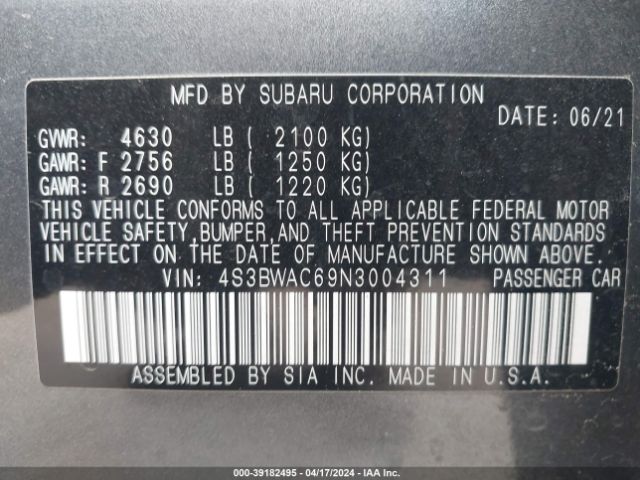 MFD BY SUBARU CORPORATION
DATE: 06/21
GVWR: 4630 LB ( 2100 KG)
GAWR: F 2756 LB ( 1250 KG)
GAWR: R 2690 LB ( 1220 KG)
THIS VEHICLE CONFORMS TO ALL APPLICABLE FEDERAL MOTOR
VEHICLE SAFETY,BUMPER,AND THEFT PREVENTION STANDARDS
IN EFFECT ON THE DATE OF MANUFACTURE SHOWN ABOVE.
VIN: 4S3BWAC69N3004311 PASSENGER CAR
ASSEMBLED BY SIA INC. MADE IN U.S.A.
000-39182495 - 04/17/2024 - IAA Inc.